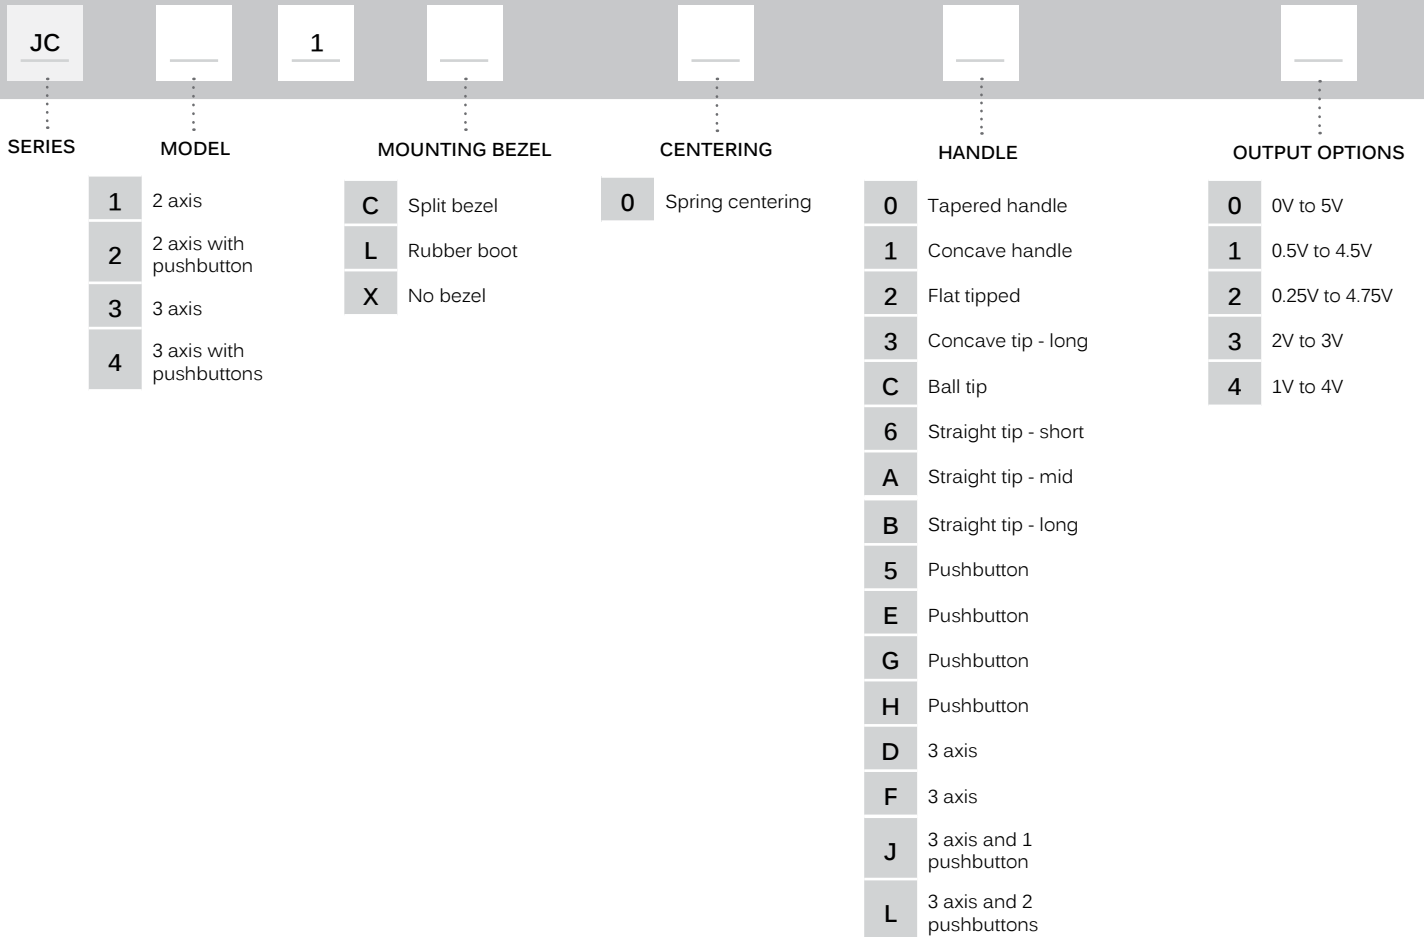 JC
1
SERIES
MODEL
1 2 axis
2 2 axis with
pushbutton
3 3 axis
4 3 axis with
pushbuttons
MOUNTING BEZEL
C Split bezel
L Rubber boot
X No bezel
CENTERING
0 Spring centering
HANDLE
0 Tapered handle
1 Concave handle
2 Flat tipped
3 Concave tip - long
C Ball tip
6 Straight tip - short
A Straight tip - mid
B Straight tip - long
5 Pushbutton
E Pushbutton
G Pushbutton
H Pushbutton
D 3 axis
F 3 axis
J 3 axis and 1
pushbutton
L 3 axis and 2
pushbuttons
OUTPUT OPTIONS
0 0V to 5V
1 0.5V to 4.5V
2 0.25V to 4.75V
3 2V to 3V
4 1V to 4V